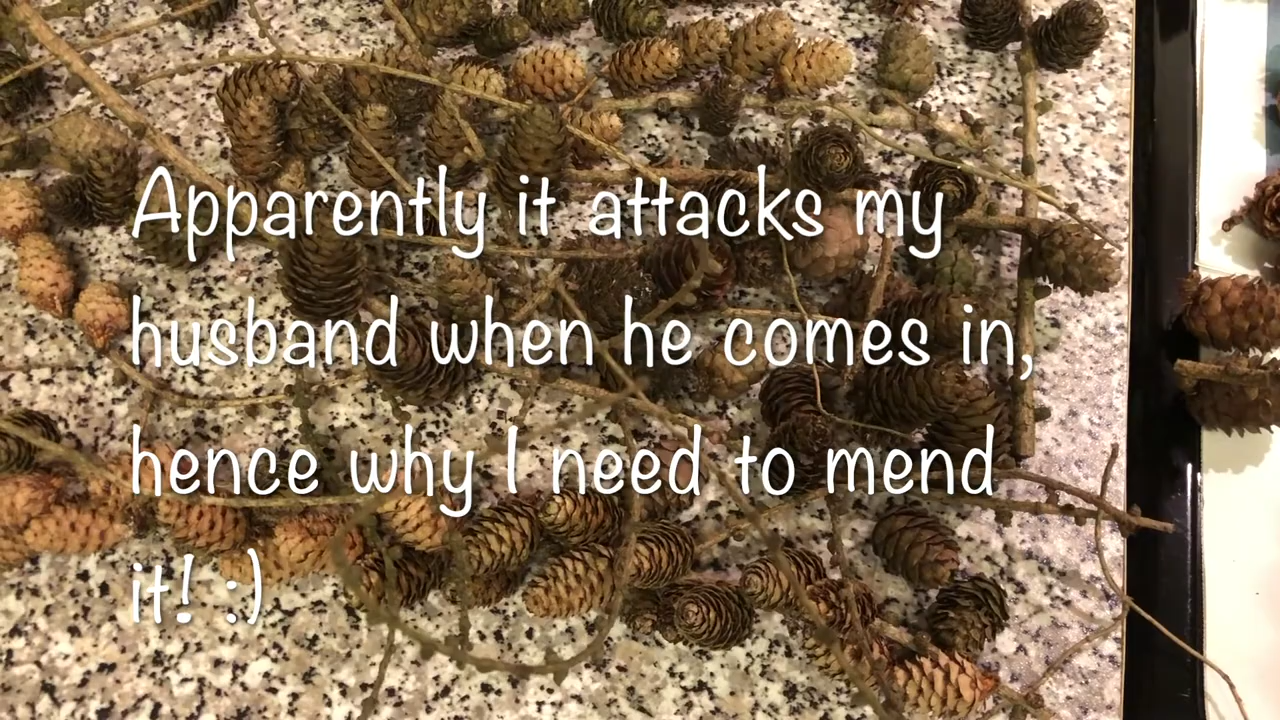 Apparently it attacks my
husband when he comes in,
hence why I need to mend
it! :)